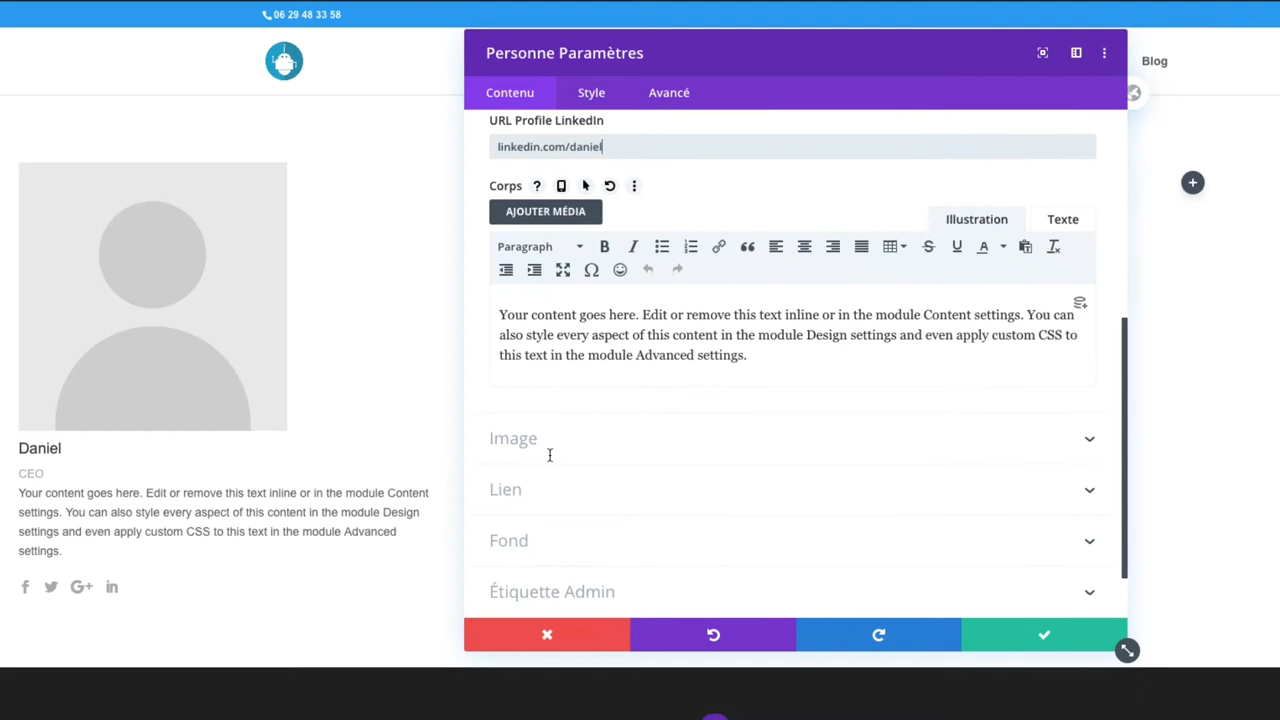 06 29 48 33 58
Blog
Personne Paramètres
Contenu Style Avancé
URL Profile LinkedIn
linkedin.com/daniel
Corps
AJOUTER MÉDIA
Illustration Texte
Paragraph
Your content goes here. Edit or remove this text inline or in the module Content settings. You can
also style every aspect of this content in the module Design settings and even apply custom CSS to
this text in the module Advanced settings.
Image
Lien
Fond
Étiquette Admin
Daniel
CEO
Your content goes here. Edit or remove this text inline or in the module Content
settings. You can also style every aspect of this content in the module Design
settings and even apply custom CSS to this text in the module Advanced
settings.